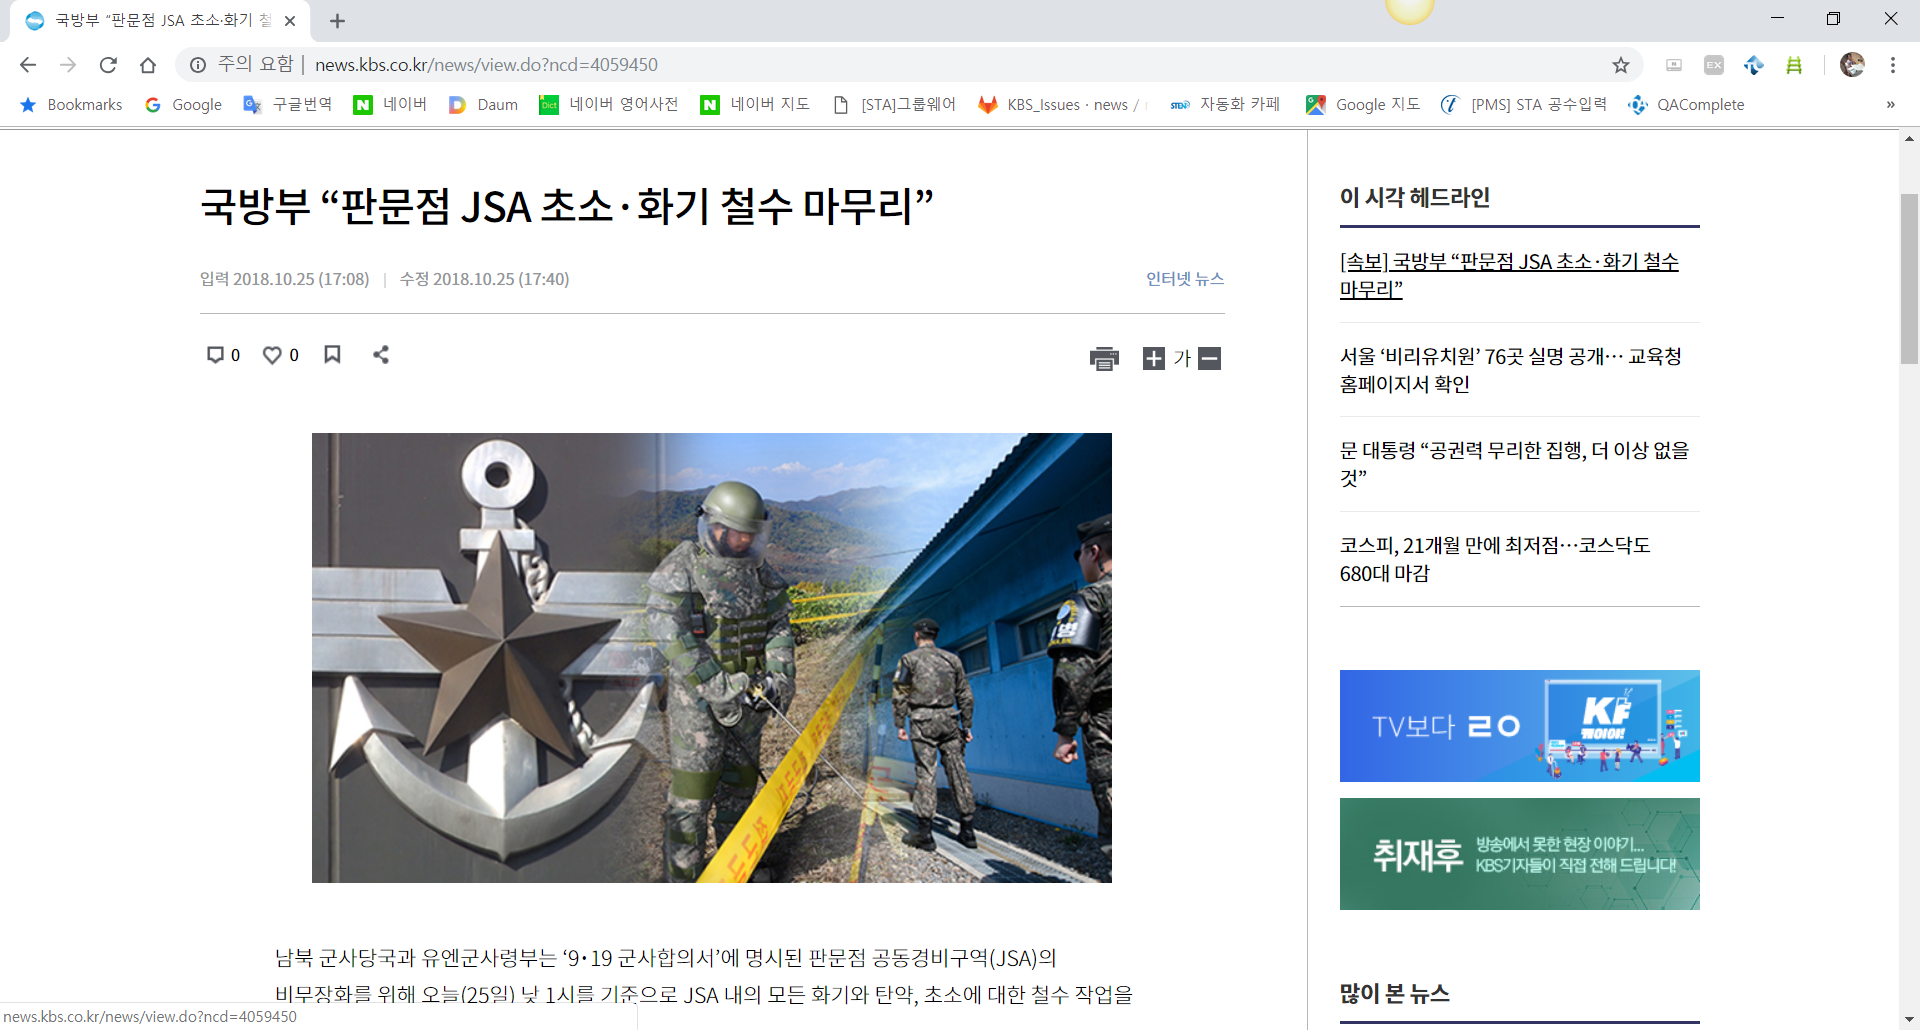 국방부 “판문점 JSA 초소·화기 철
주의 요함
news.kbs.co.kr/news/view.do?ncd=4059450
Bookmarks
Google
구글번역
네이버
Daum
네이버 영어사전
네이버 지도
[STA]그룹웨어
KBS_Issues · news /
자동화 카페
Google 지도
[PMS] STA 공수입력
QAComplete
국방부 “판문점 JSA 초소·화기 철수 마무리”
입력 2018.10.25 (17:08) | 수정 2018.10.25 (17:40)
인터넷 뉴스
0 0
가
남북 군사당국과 유엔군사령부는 ‘9·19 군사합의서’에 명시된 판문점 공동경비구역(JSA)의
비무장화를 위해 오늘(25일) 낮 1시를 기준으로 JSA 내의 모든 화기와 탄약, 초소에 대한 철수 작업을
이 시각 헤드라인
[속보] 국방부 “판문점 JSA 초소·화기 철수
마무리”
서울 ‘비리유치원’ 76곳 실명 공개… 교육청
홈페이지서 확인
문 대통령 “공권력 무리한 집행, 더 이상 없을
것”
코스피, 21개월 만에 최저점…코스닥도
680대 마감
TV보다 ㄹㅇ
케이야!
취재후
방송에서 못한 현장 이야기...
KBS기자들이 직접 전해 드립니다!
많이 본 뉴스
news.kbs.co.kr/news/view.do?ncd=4059450